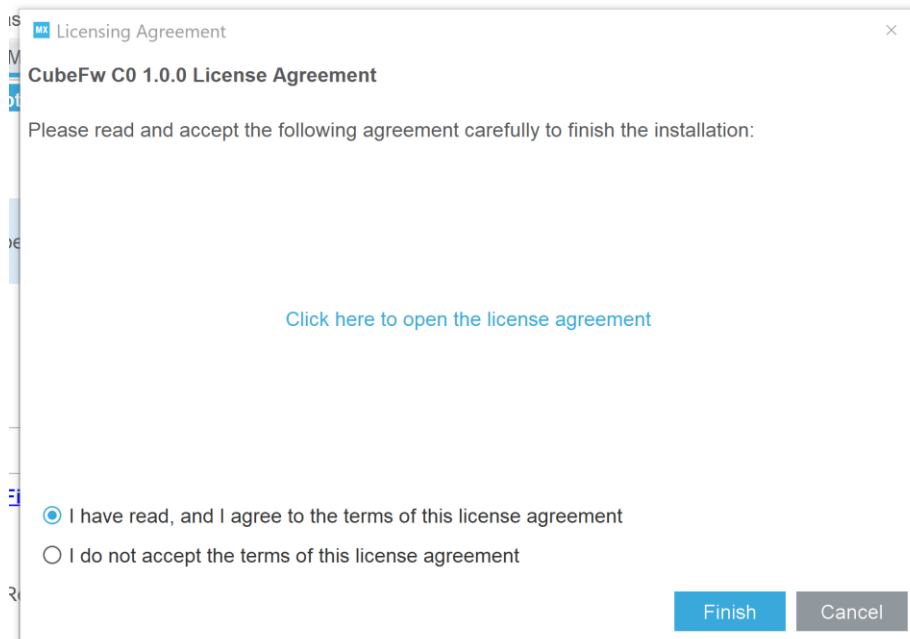 MX Licensing Agreement
CubeFw C0 1.0.0 License Agreement
Please read and accept the following agreement carefully to finish the installation:
Click here to open the license agreement
I have read, and I agree to the terms of this license agreement
I do not accept the terms of this license agreement
Finish Cancel